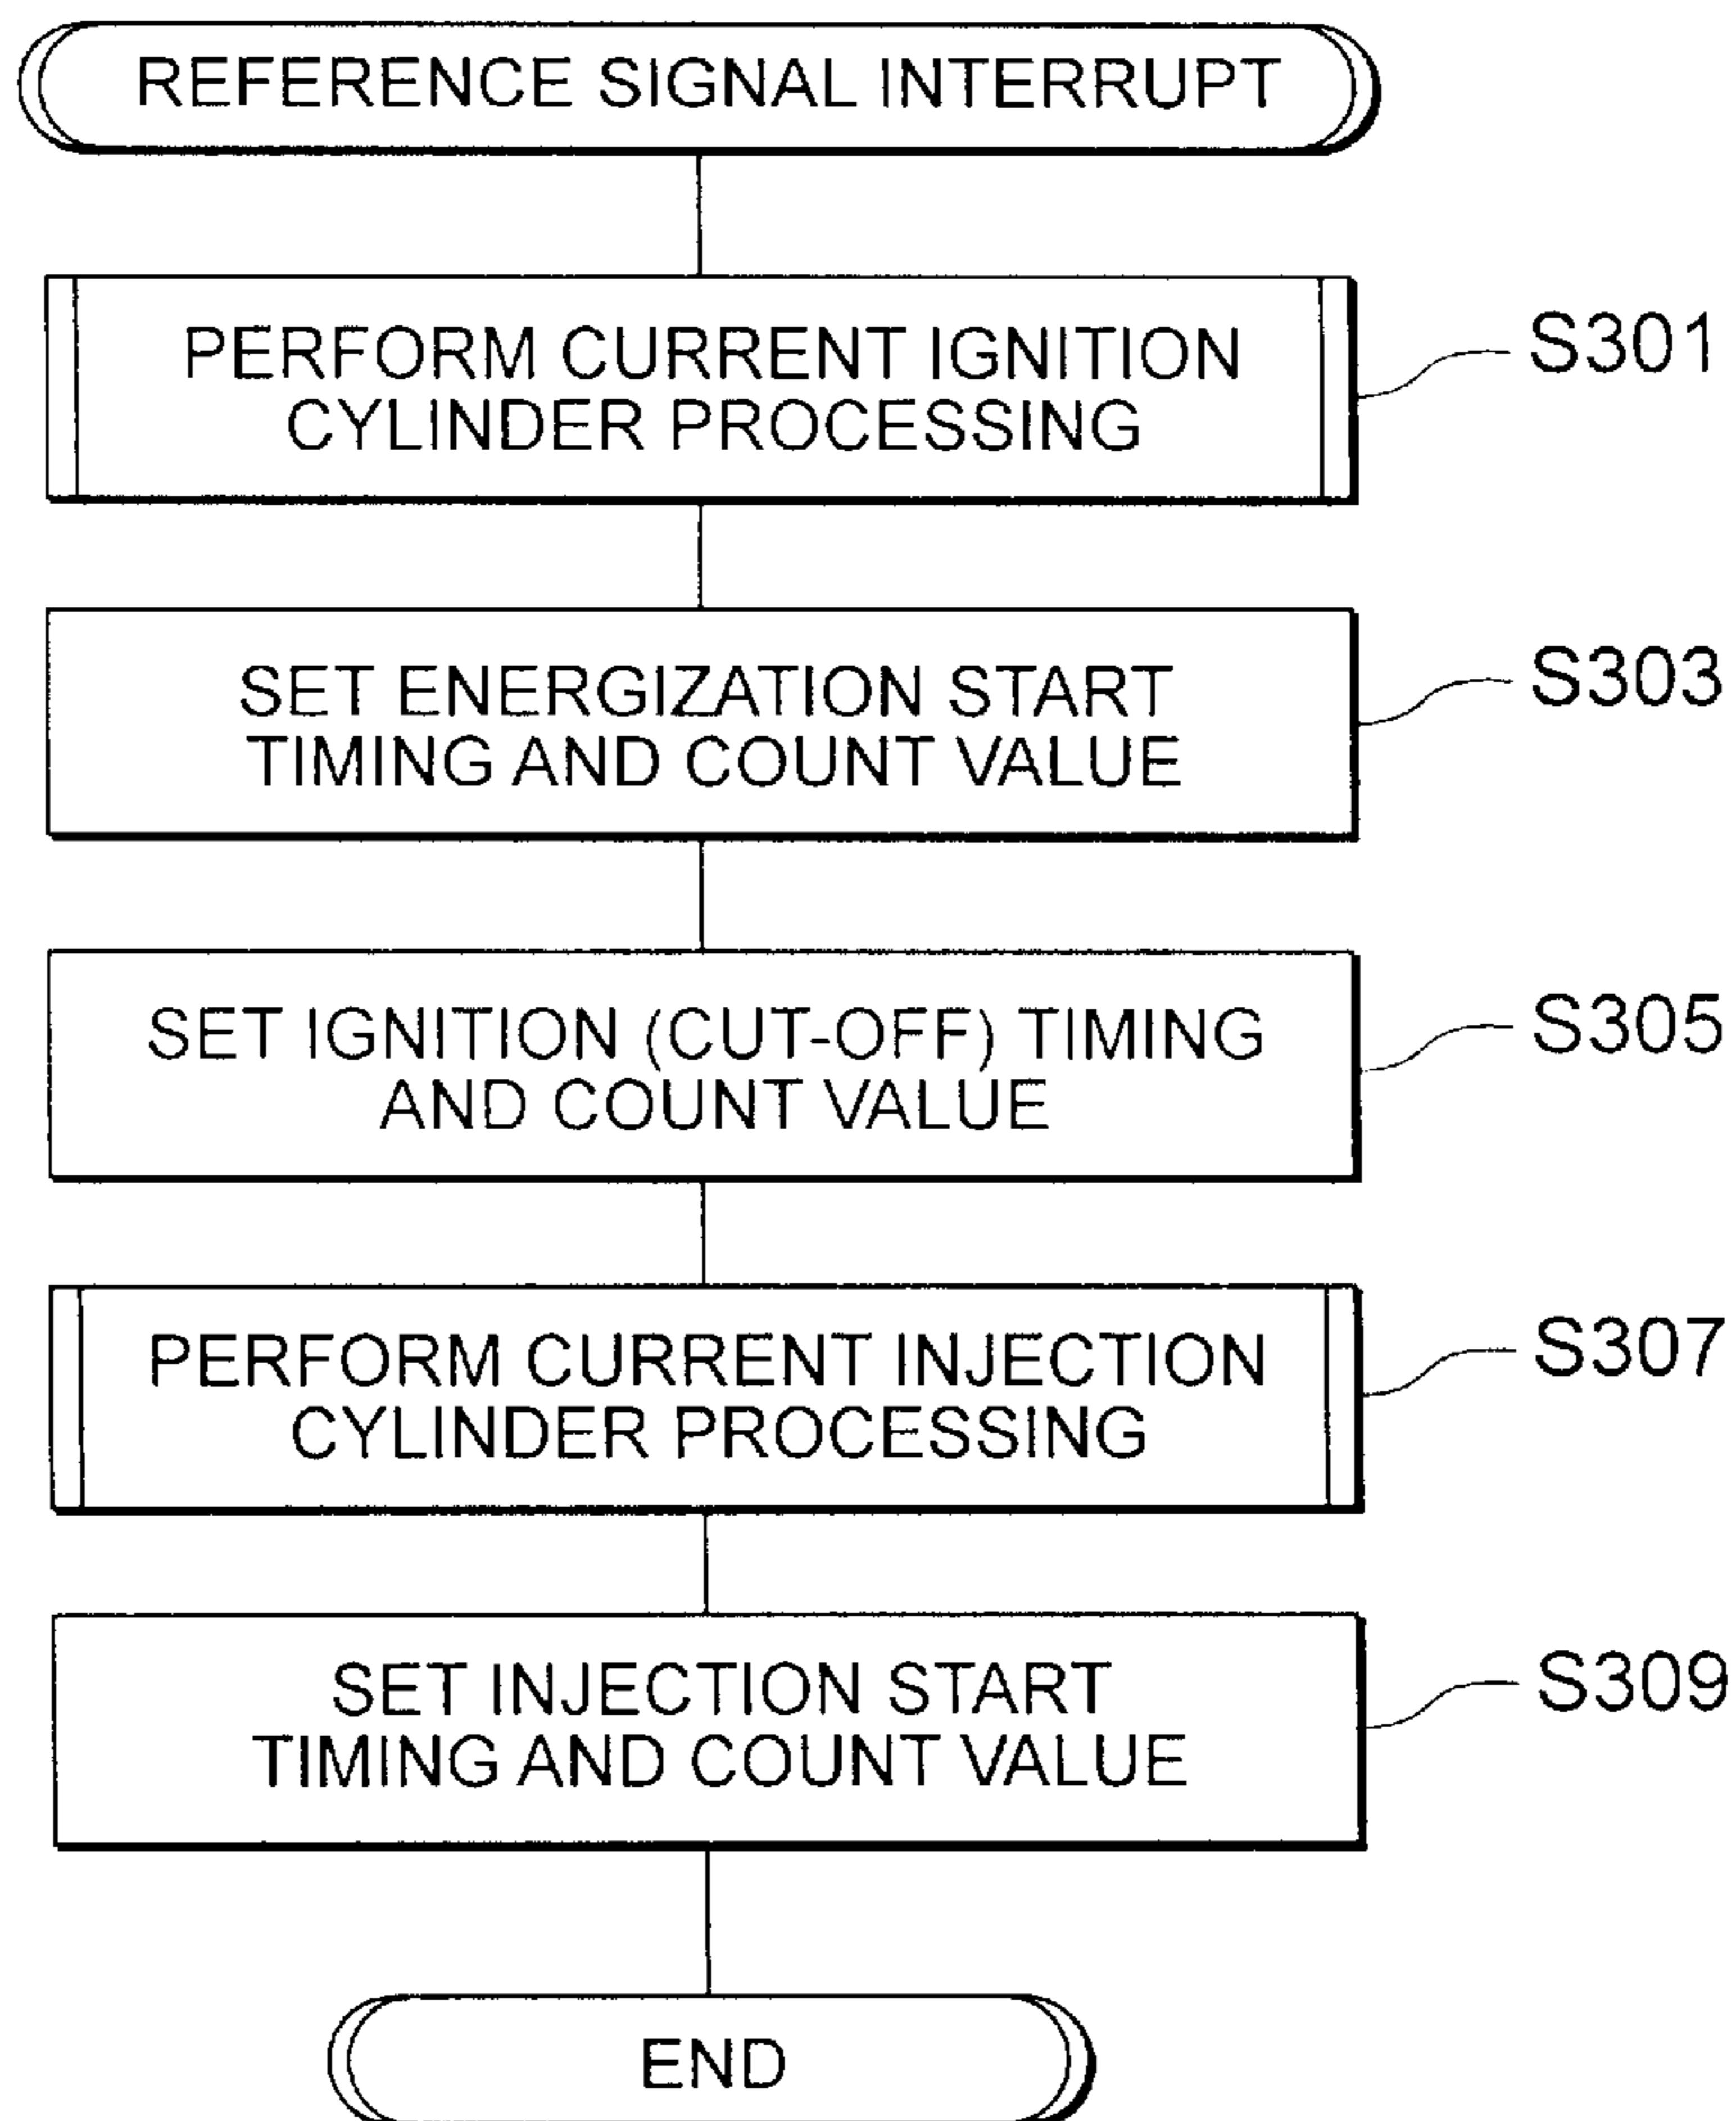 REFERENCE SIGNAL INTERRUPT
PERFORM CURRENT IGNITION
CYLINDER PROCESSING
S301
SET ENERGIZATION START
TIMING AND COUNT VALUE
S303
SET IGNITION (CUT-OFF) TIMING
AND COUNT VALUE
S305
PERFORM CURRENT INJECTION
CYLINDER PROCESSING
S307
SET INJECTION START
TIMING AND COUNT VALUE
S309
END